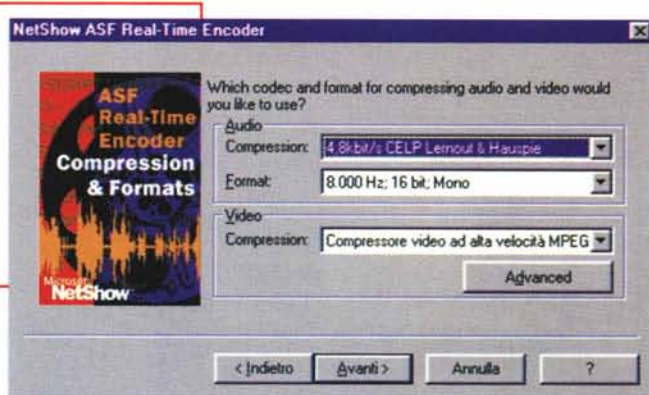 NetShow ASF Real-Time Encoder
ASF
Real-Time
Encoder
Compression
& Formats
Microsoft
NetShow
Which codec and format for compressing audio and video would
you like to use?
Audio
Compression: 4.8kbit/s CELP Lernout & Hauspie
Format: 8.000 Hz; 16 bit; Mono
Video
Compression: Compressore video ad alta velocità MPEG
Advanced
< Indietro Avanti > Annulla ?